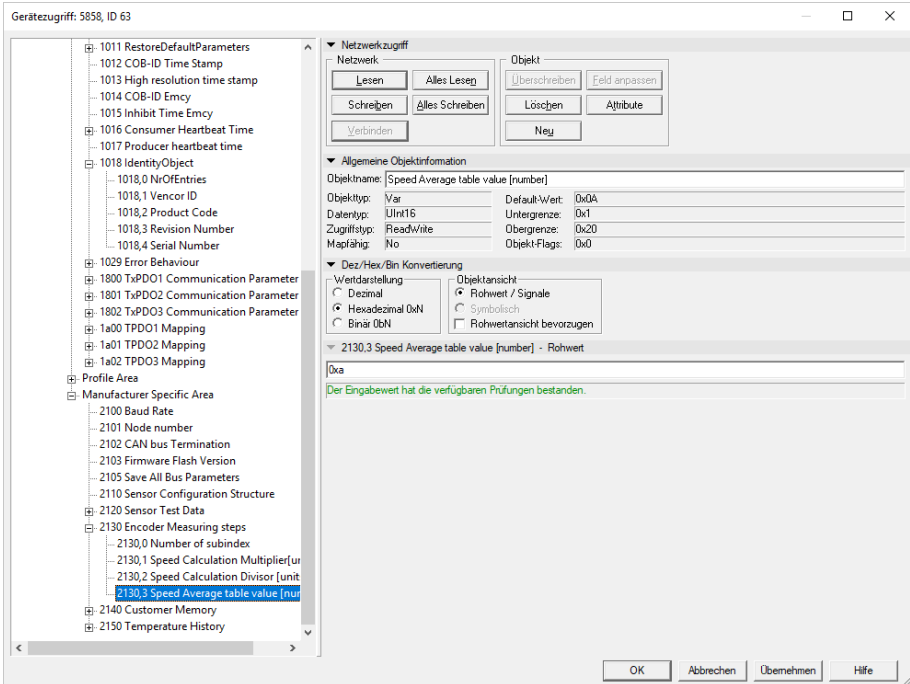 Gerätezugriff: 5858, ID 63
1011 RestoreDefaultParameters
1012 COB-ID Time Stamp
1013 High resolution time stamp
1014 COB-ID Emcy
1015 Inhibit Time Emcy
1016 Consumer Heartbeat Time
1017 Producer heartbeat time
1018 IdentityObject
1018,0 NrOfEntries
1018,1 Vencor ID
1018,2 Product Code
1018,3 Revision Number
1018,4 Serial Number
1029 Error Behaviour
1800 TxPDO1 Communication Parameter
1801 TxPDO2 Communication Parameter
1802 TxPDO3 Communication Parameter
1a00 TPDO1 Mapping
1a01 TPDO2 Mapping
1a02 TPDO3 Mapping
Profile Area
Manufacturer Specific Area
2100 Baud Rate
2101 Node number
2102 CAN bus Termination
2103 Firmware Flash Version
2105 Save All Bus Parameters
2110 Sensor Configuration Structure
2120 Sensor Test Data
2130 Encoder Measuring steps
2130,0 Number of subindex
2130,1 Speed Calculation Multiplier[ur
2130,2 Speed Calculation Divisor [unit
2130,3 Speed Average table value [nur
2140 Customer Memory
2150 Temperature History
Netzwerkzugriff
Netzwerk
Objekt
Lesen Alles Lesen Überschreiben Feld anpassen
Schreiben Alles Schreiben Löschen Attribute
Verbinden Neu
Allgemeine Objektinformation
Objektname: Speed Average table value [number]
Objekttyp: Var Default-Wert: 0x0A
Datentyp: UInt16 Untergrenze: 0x1
Zugriffstyp: ReadWrite Obergrenze: 0x20
Mapfähig: No Objekt-Flags: 0x0
Dez/Hex/Bin Konvertierung
Wertdarstellung Objektansicht
Dezimal Rohwert / Signale
Hexadezimal 0xN Symbolisch
Binär 0bN Rohwertansicht bevorzugen
2130,3 Speed Average table value [number] - Rohwert
0xa
Der Eingabewert hat die verfügbaren Prüfungen bestanden.
OK Abbrechen Übernehmen Hilfe